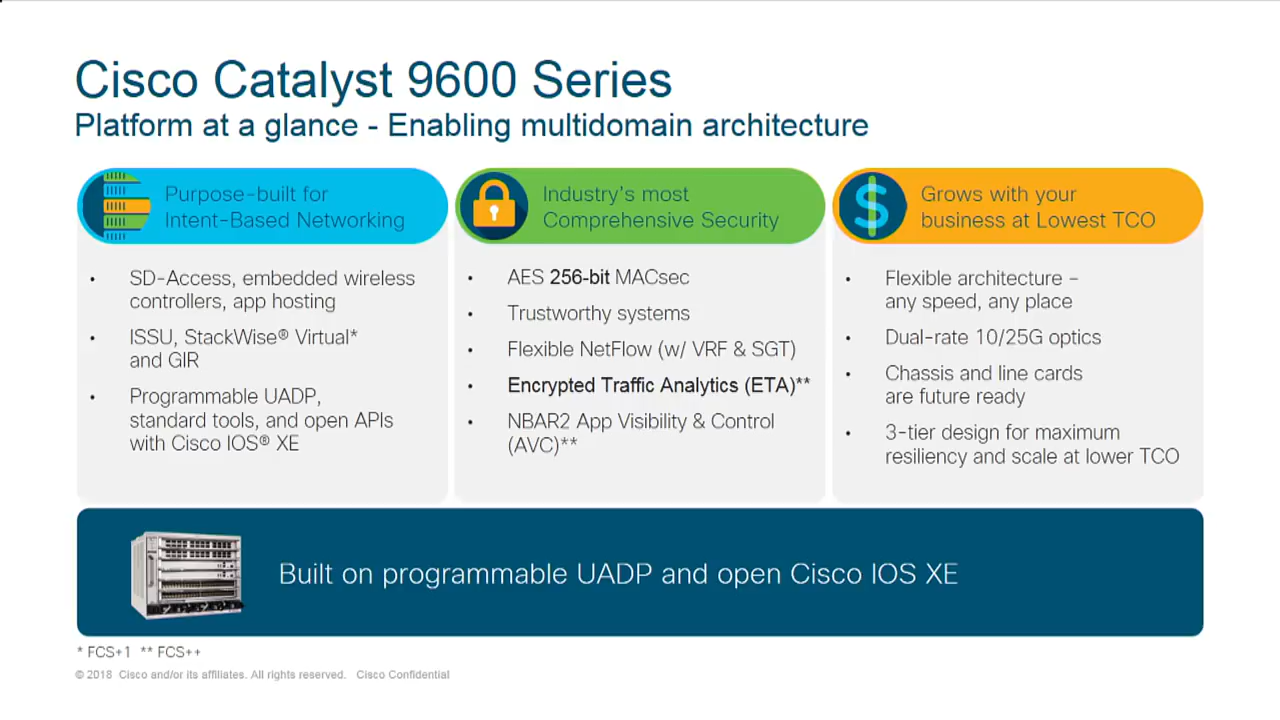 Cisco Catalyst 9600 Series
Platform at a glance - Enabling multidomain architecture
Purpose-built for
Intent-Based Networking
• SD-Access, embedded wireless
controllers, app hosting
• ISSU, StackWise® Virtual*
and GIR
• Programmable UADP,
standard tools, and open APIs
with Cisco IOS® XE
Industry's most
Comprehensive Security
• AES 256-bit MACsec
• Trustworthy systems
• Flexible NetFlow (w/ VRF & SGT)
• Encrypted Traffic Analytics (ETA)**
• NBAR2 App Visibility & Control
(AVC)**
Grows with your
business at Lowest TCO
• Flexible architecture –
any speed, any place
• Dual-rate 10/25G optics
• Chassis and line cards
are future ready
• 3-tier design for maximum
resiliency and scale at lower TCO
Built on programmable UADP and open Cisco IOS XE
* FCS+1 ** FCS++
© 2018 Cisco and/or its affiliates. All rights reserved. Cisco Confidential